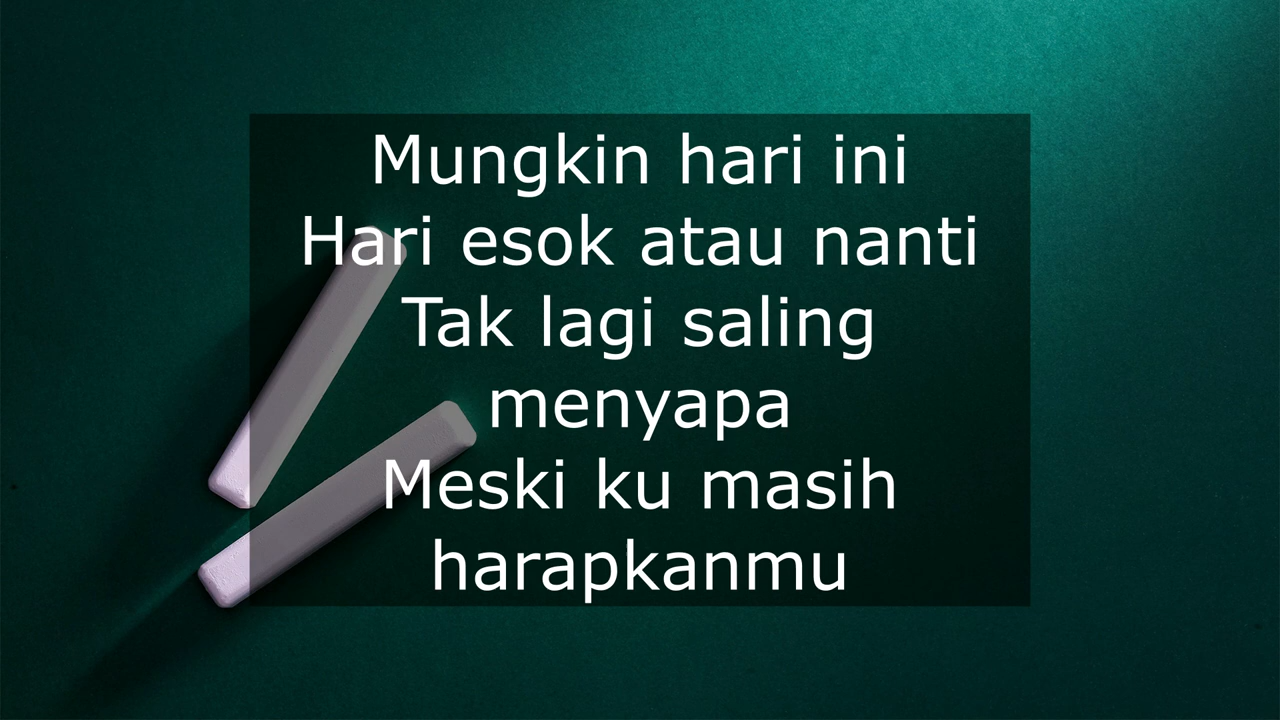 Mungkin hari ini
Hari esok atau nanti
Tak lagi saling
menyapa
Meski ku masih
harapkanmu